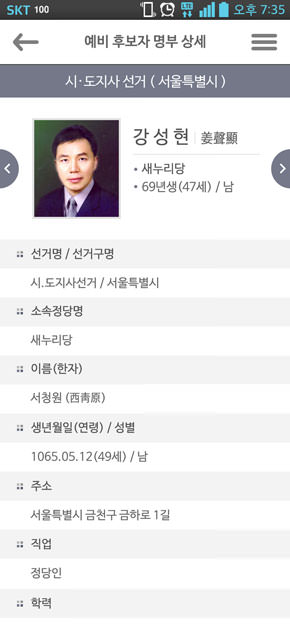 SKT 100 LTE 오후 7:35
예비 후보자 명부 상세
시·도지사 선거 ( 서울특별시 )
강성현 姜聲顯
• 새누리당
• 69년생(47세) / 남
선거명 / 선거구명
시.도지사선거 / 서울특별시
소속정당명
새누리당
이름(한자)
서청원 (西靑原)
생년월일(연령) / 성별
1065.05.12(49세) / 남
주소
서울특별시 금천구 금하로 1길
직업
정당인
학력